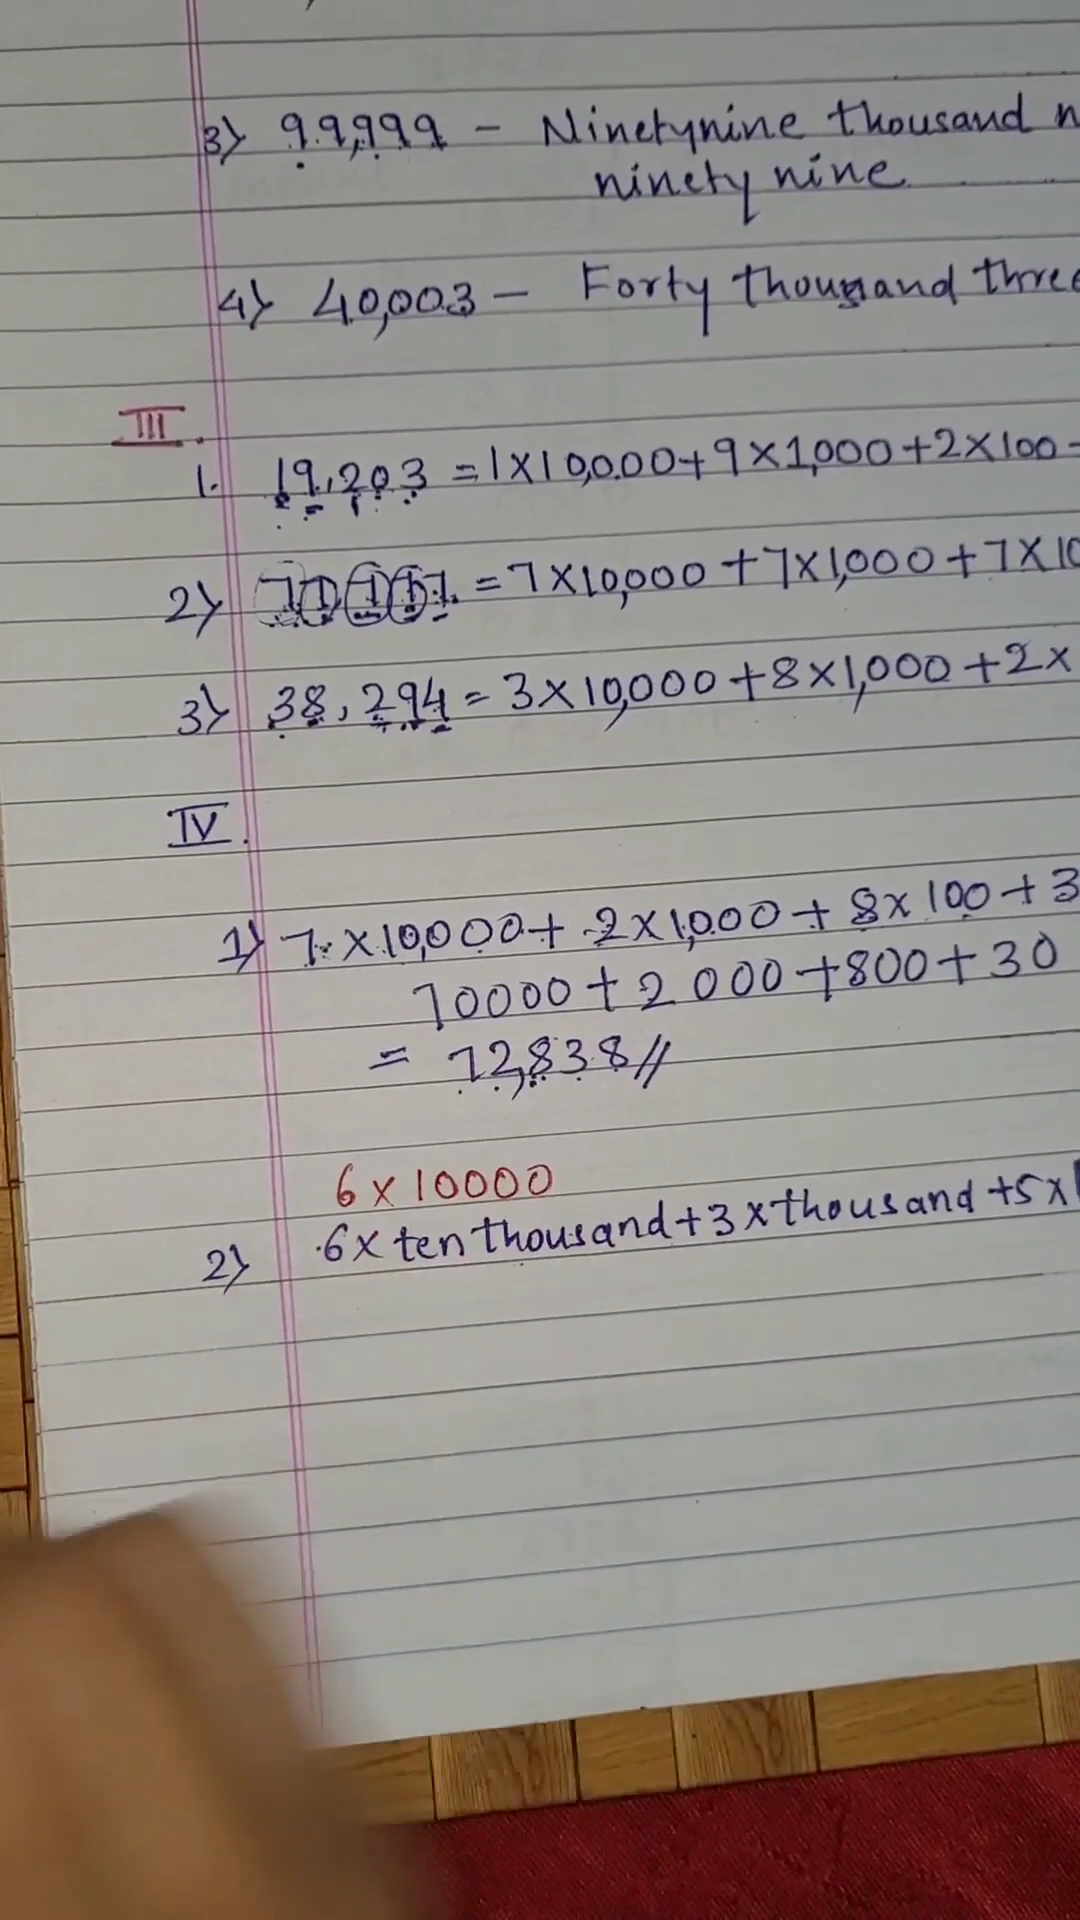 3) 99,999 - Ninetynine thousand n
ninety nine
4) 40,003 - Forty thousand three
III.
1. 19,203 = 1×10,000+9×1,000+2×100
2) 77777 = 7×10,000+7×1,000+7×10
3) 38,294 = 3×10,000+8×1,000+2×
IV.
1) 7×10,000+2×1,000+8×100+3
70000+2000+800+30
= 72,838//
6×10000
2) 6× ten thousand+3×thousand+5×